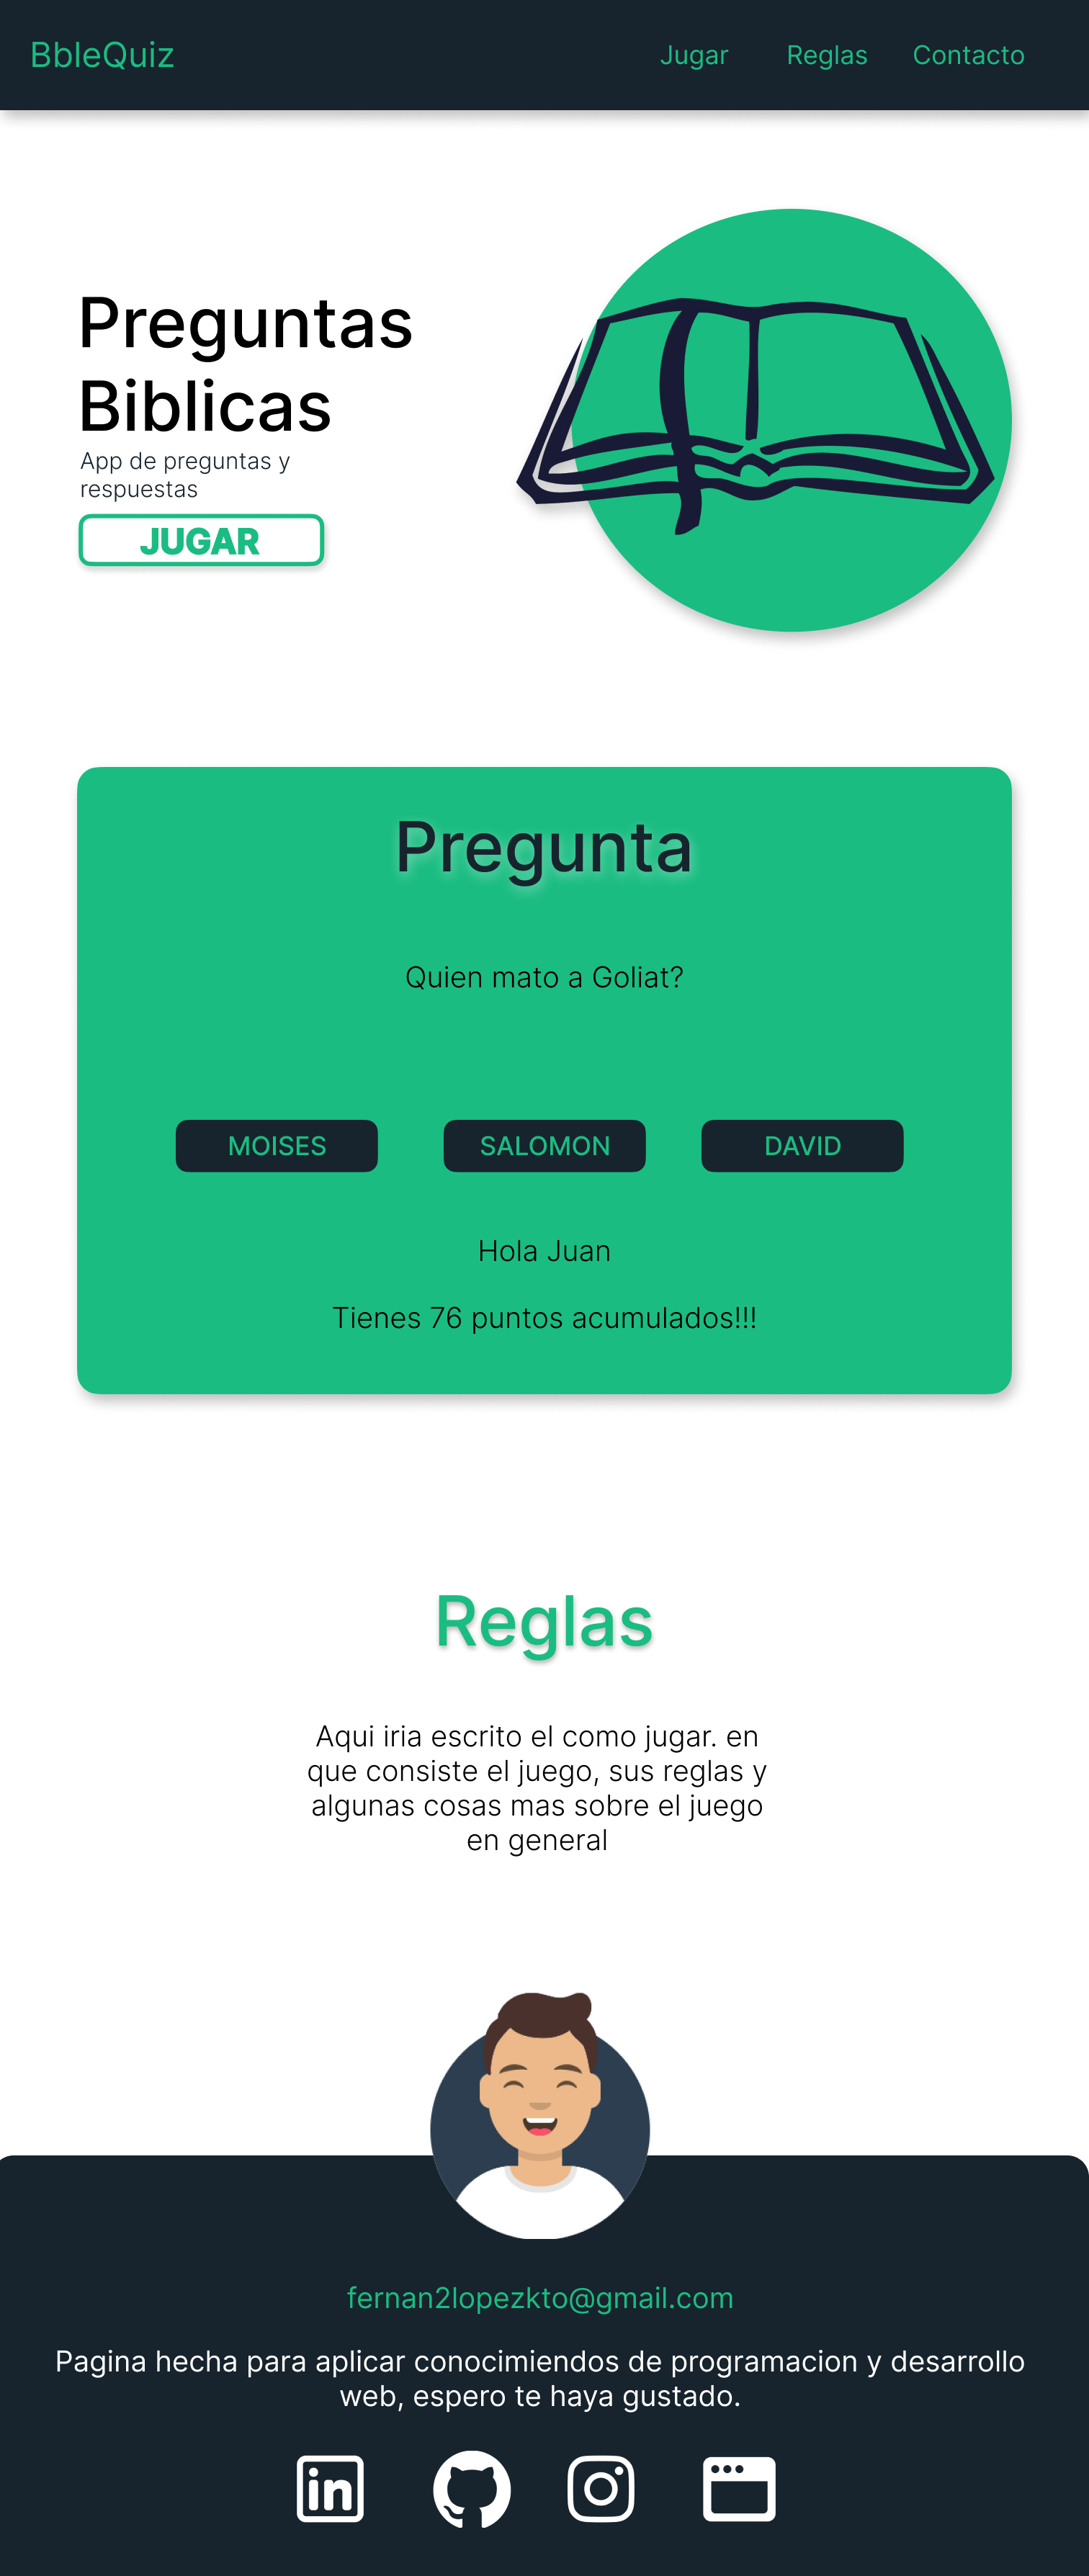 BbleQuiz
Jugar
Reglas
Contacto
Preguntas
Biblicas
App de preguntas y
respuestas
JUGAR
Pregunta
Quien mato a Goliat?
MOISES
SALOMON
DAVID
Hola Juan
Tienes 76 puntos acumulados!!!
Reglas
Aqui iria escrito el como jugar. en
que consiste el juego, sus reglas y
algunas cosas mas sobre el juego
en general
fernan2lopezkto@gmail.com
Pagina hecha para aplicar conocimiendos de programacion y desarrollo
web, espero te haya gustado.
in